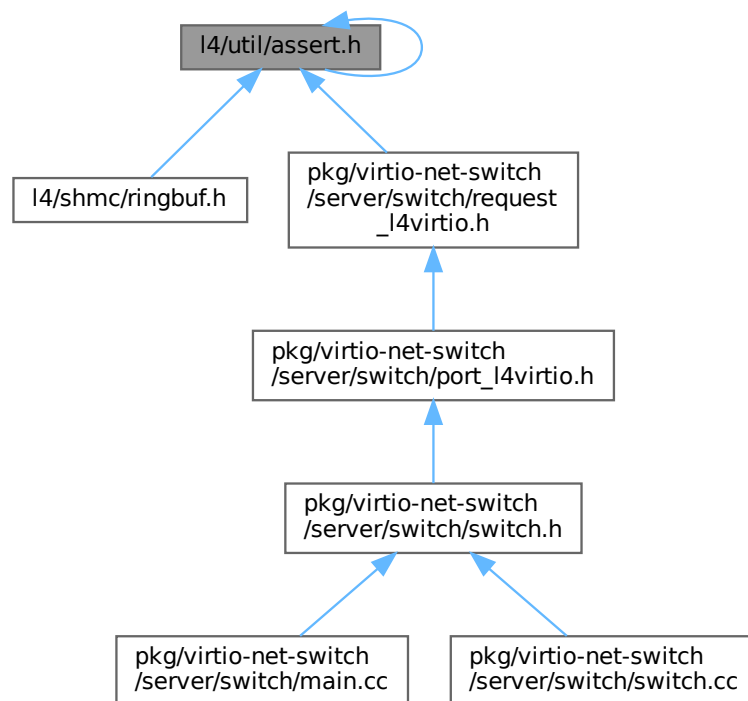 l4/util/assert.h
l4/shmc/ringbuf.h
pkg/virtio-net-switch
/server/switch/request
_l4virtio.h
pkg/virtio-net-switch
/server/switch/port_l4virtio.h
pkg/virtio-net-switch
/server/switch/switch.h
pkg/virtio-net-switch
/server/switch/main.cc
pkg/virtio-net-switch
/server/switch/switch.cc